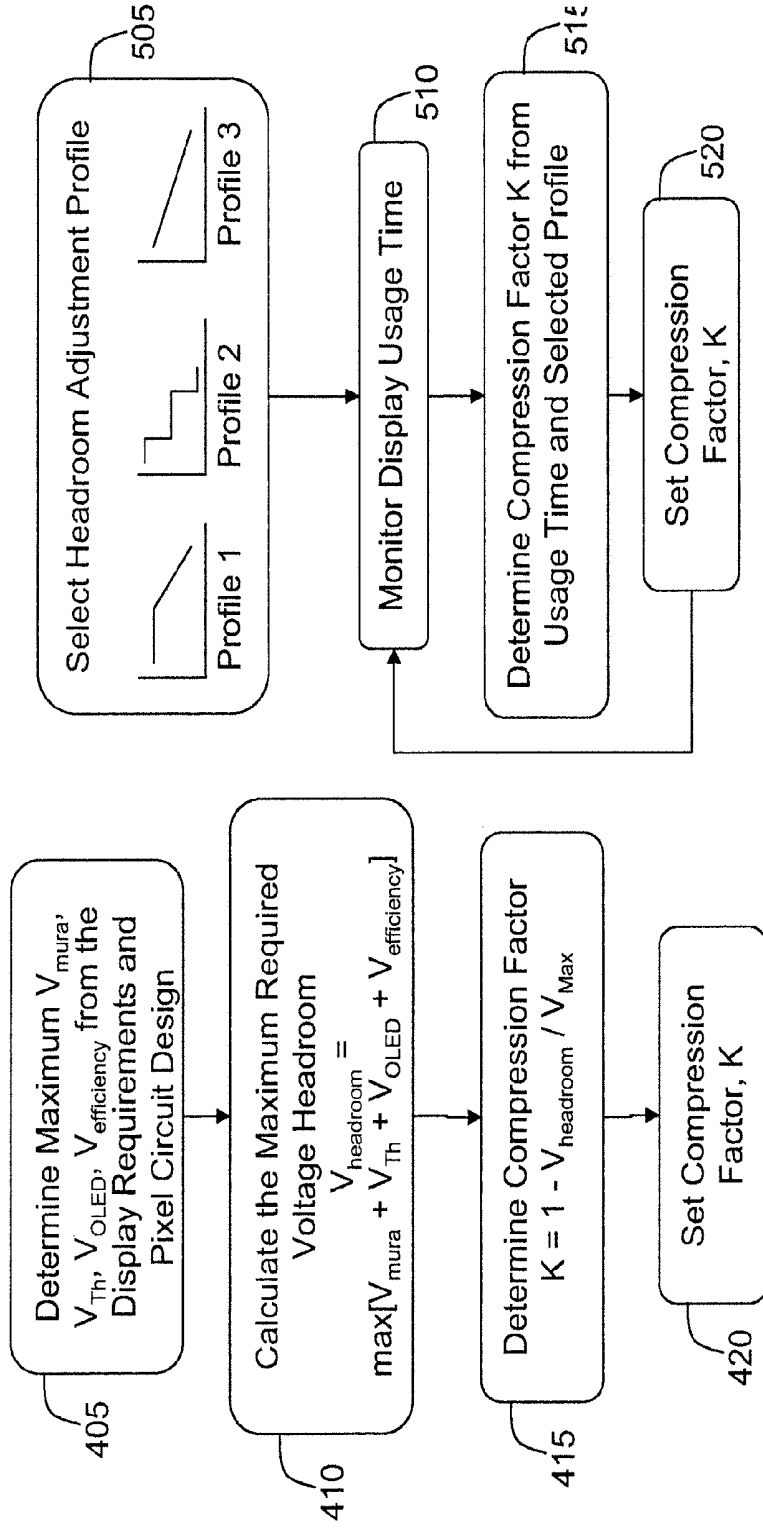 405
Determine Maximum V_mura,
V_Th, V_OLED, V_efficiency from the
Display Requirements and
Pixel Circuit Design
410
Calculate the Maximum Required
Voltage Headroom
V_headroom =
max[V_mura + V_Th + V_OLED + V_efficiency]
415
Determine Compression Factor
K = 1 - V_headroom / V_Max
420
Set Compression
Factor, K
505
Select Headroom Adjustment Profile
Profile 1
Profile 2
Profile 3
510
Monitor Display Usage Time
Determine Compression Factor K from
Usage Time and Selected Profile
520
Set Compression
Factor, K